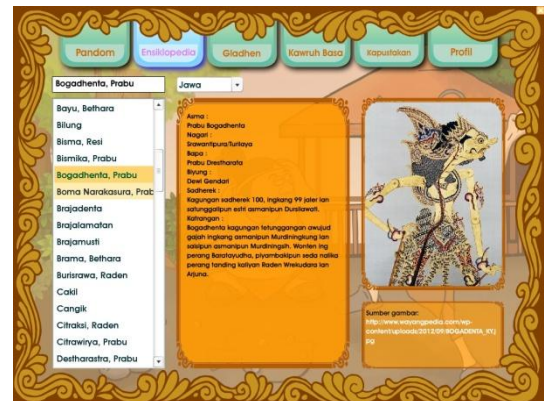 Pandom
Ensiklopedia
Gladhen
Kawruh Basa
Kapustakan
Profil
Bogadhenta, Prabu
Jawa
Bayu, Bethara
Bilung
Bisma, Resi
Bismika, Prabu
Bogadhenta, Prabu
Boma Narakasura, Prab
Brajadenta
Brajalamatan
Brajamusti
Brama, Bethara
Burisrawa, Raden
Cakil
Cangik
Citraksi, Raden
Citrawirya, Prabu
Destharastra, Prabu
Asma :
Prabu Bogadhenta
Nagari :
Srawantipura/Turilaya
Bapa :
Prabu Drestharata
Biyung :
Dewi Gendari
Sadherek :
Kagungan sadherek 100, ingkang 99 jaler lan
satunggalipun estri asmanipun Dursilawati.
Katrangan :
Bogadhenta kagungan tetunggangan awujud
gajah ingkang asmanipun Murdiningkung lan
saisipun asmanipun Murdiningsih. Wonten ing
perang Baratayudha, piyambakipun seda nalika
perang tanding kaliyan Raden Wrekudara lan
Arjuna.
Sumber gambar:
http://www.wayangpedia.com/wp-
content/uploads/2012/09/BOGADENTA_KY.j
pg